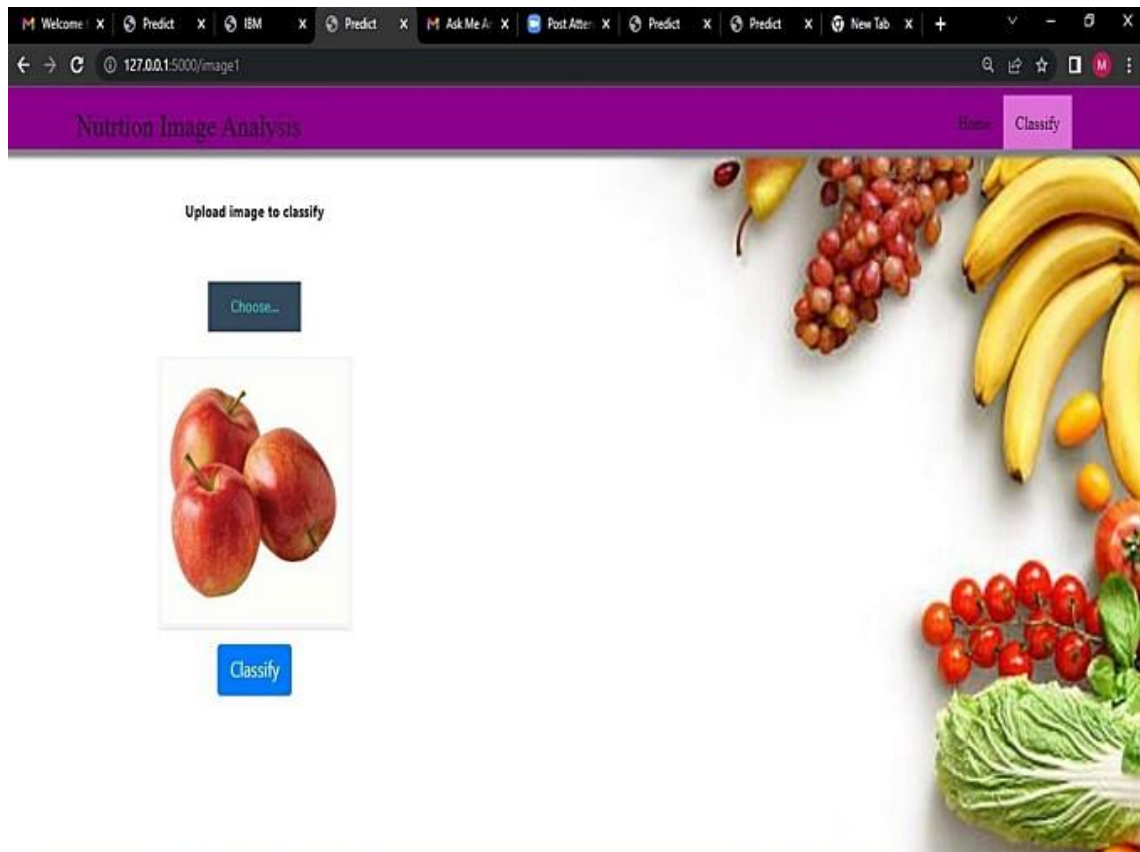 Welcome
Predict
IBM
Predict
Ask Me A
Post Atten
Predict
Predict
New Tab
127.0.0.1:5000/image1
M
Nutrtion Image Analysis
Home
Classify
Upload image to classify
Choose...
Classify